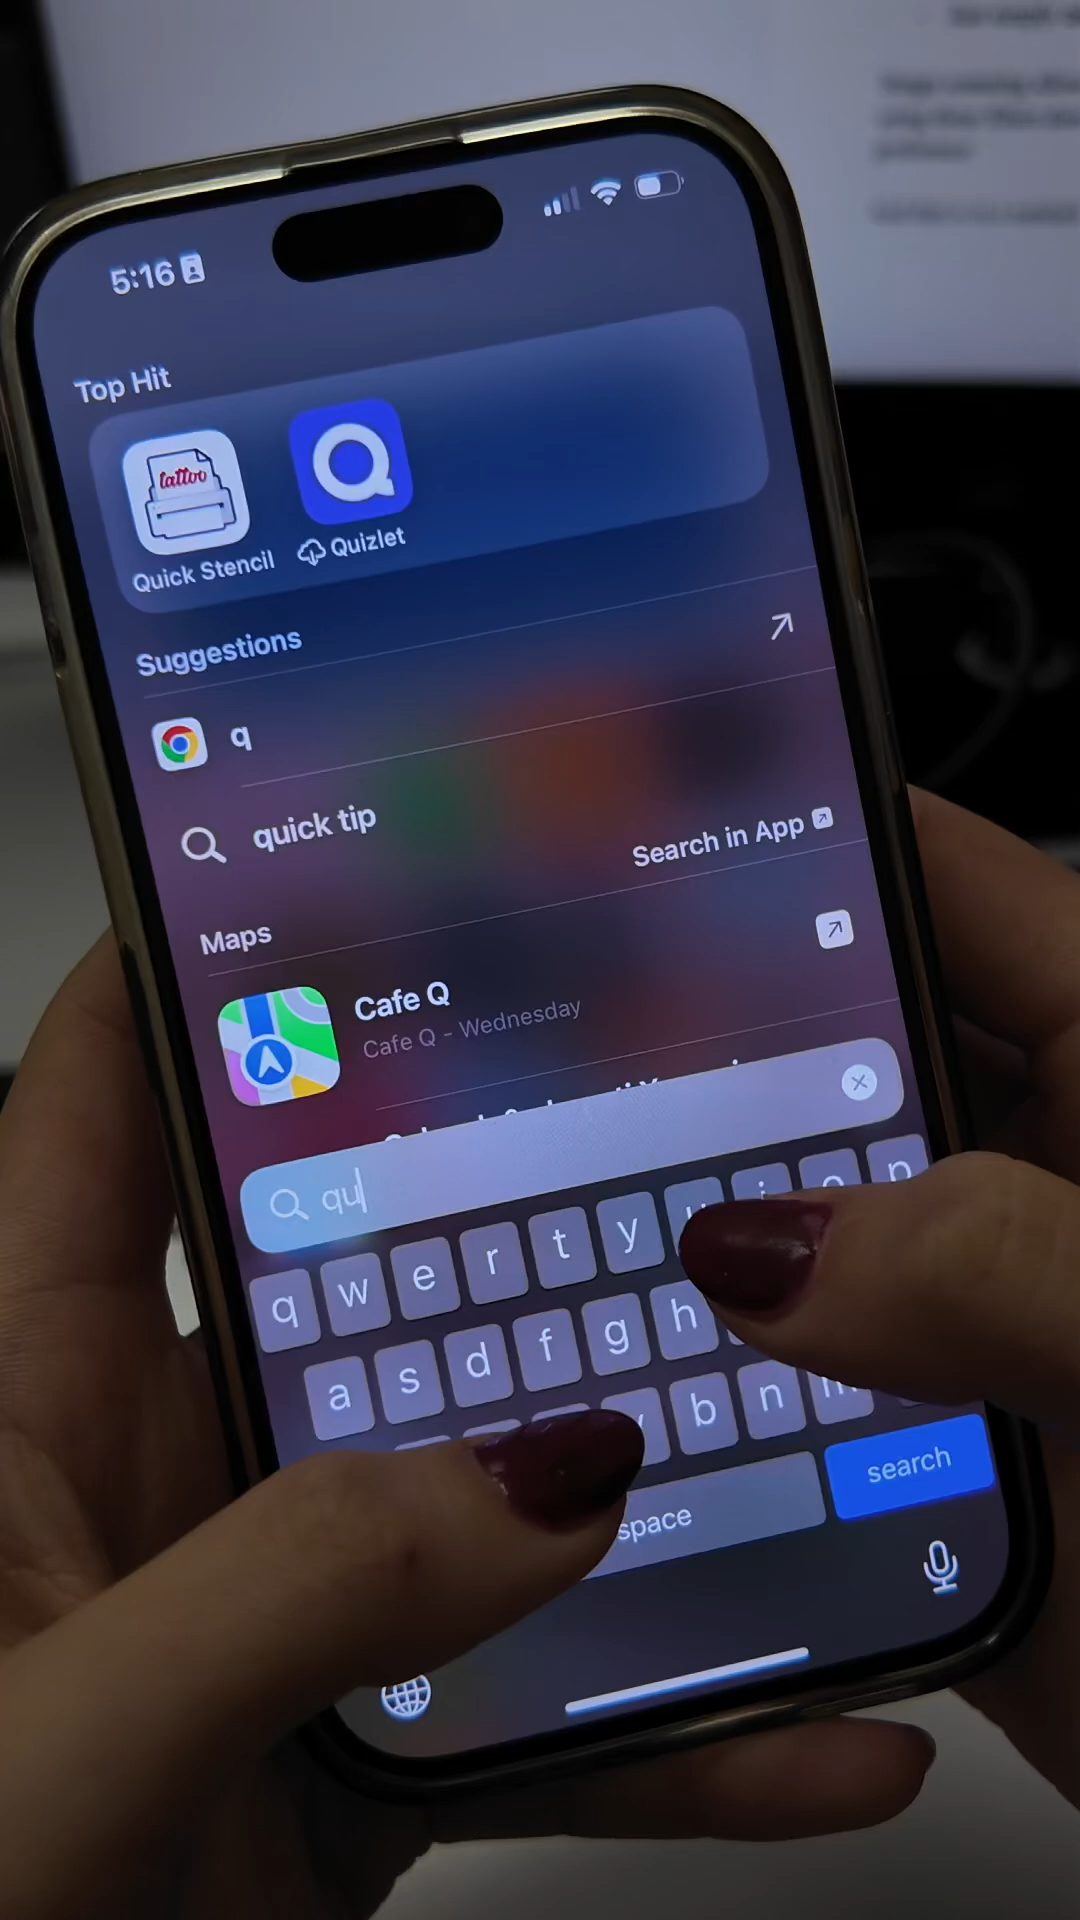 5:16
Top Hit
tattoo
Quick Stencil
Quizlet
Suggestions
q
quick tip
Search in App
Maps
Cafe Q
Cafe Q - Wednesday
qu
q w e r t y u i o p
a s d f g h
v b n m
space
search